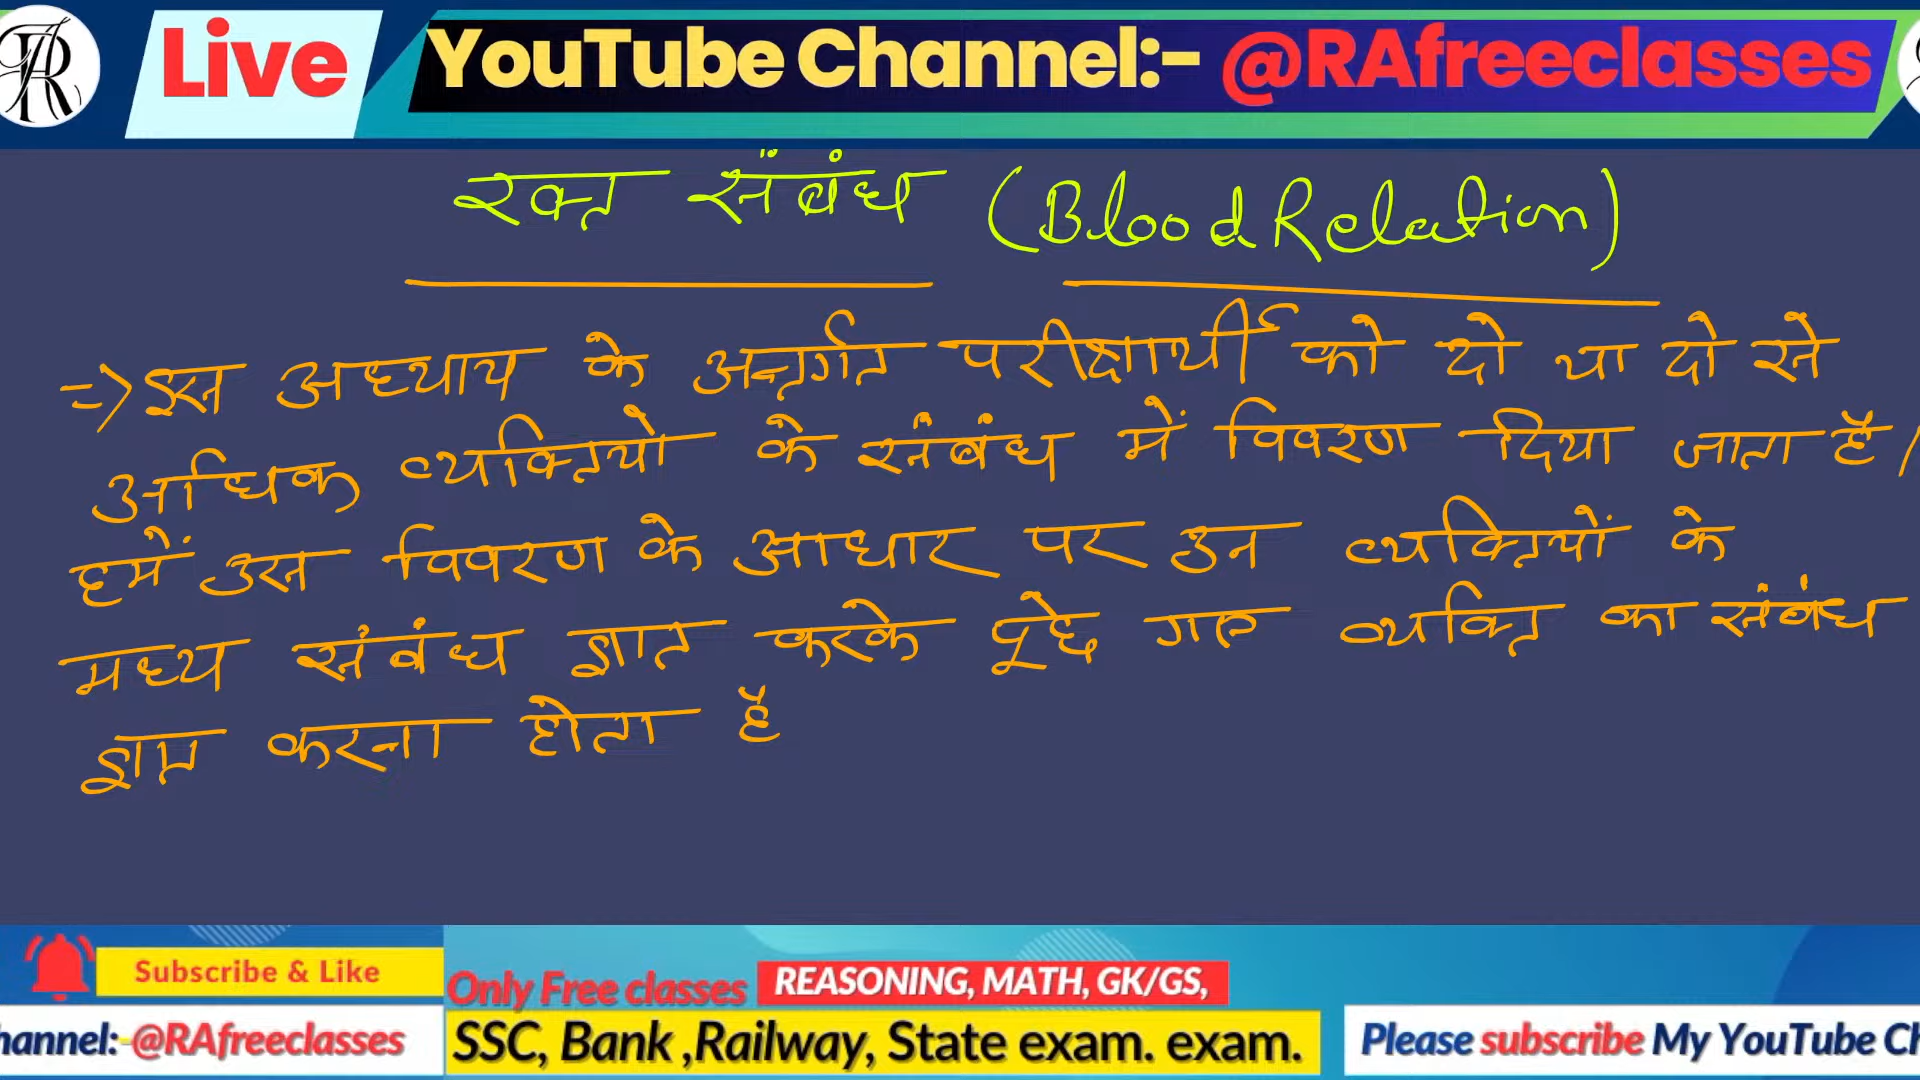 Live YouTube Channel:- @RAfreeclasses
रक्त संबंध (Blood Relation)
=> इस अध्याय के अन्तर्गत परीक्षार्थी को दो या दो से
अधिक व्यक्तियो के संबंध में विवरण दिया जाता है।
हमें उस विवरण के आधार पर उन व्यक्तियों के
मध्य संबंध ज्ञात करके पूछे गए व्यक्ति का संबंध
ज्ञात करना होता है
Subscribe & Like
Only Free classes REASONING, MATH, GK/GS,
hannel:-@RAfreeclasses
SSC, Bank ,Railway, State exam. exam.
Please subscribe My YouTube Ch